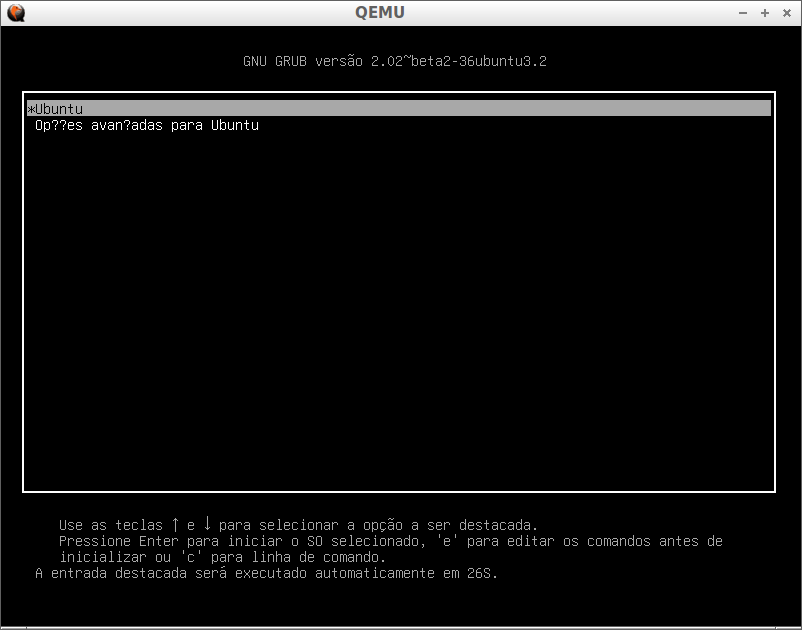 QEMU
GNU GRUB versão 2.02~beta2-36ubuntu3.2
*Ubuntu
Op??es avan?adas para Ubuntu
Use as teclas ↑ e ↓ para selecionar a opção a ser destacada.
Pressione Enter para iniciar o SO selecionado, 'e' para editar os comandos antes de
inicializar ou 'c' para linha de comando.
A entrada destacada será executado automaticamente em 26S.